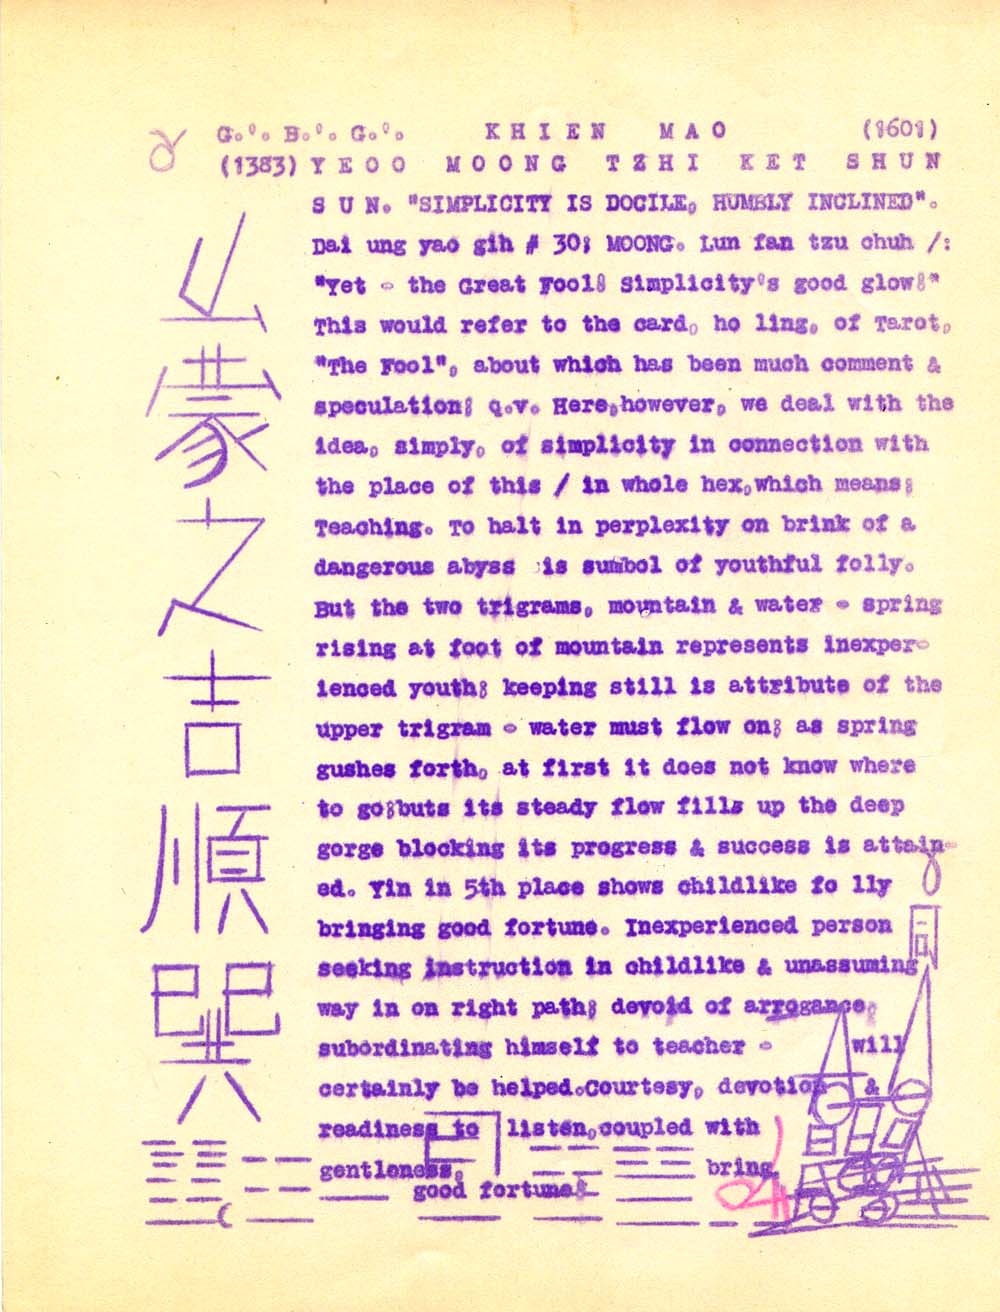 G.'. B.'. G.'. KHIEN MAO (1601)
(1383) YEOO MOONG TZHI KET SHUN
SUN. "SIMPLICITY IS DOCILE, HUMBLY INCLINED".
Dai ung yao gih # 30; MOONG. Lun fan tzu chuh /:
"Yet - the Great Fool; Simplicity's good glow;"
This would refer to the card, ho ling, of Tarot,
"The Fool", about which has been much comment &
speculation; q.v. Here,however, we deal with the
idea, simply, of simplicity in connection with
the place of this / in whole hex,which means;
Teaching. To halt in perplexity on brink of a
dangerous abyss is sumbol of youthful folly.
But the two trigrams, mountain & water - spring
rising at foot of mountain represents inexper-
ienced youth; keeping still is attribute of the
upper trigram - water must flow on; as spring
gushes forth, at first it does not know where
to go;buts its steady flow fills up the deep
gorge blocking its progress & success is attain-
ed. Yin in 5th place shows childlike fo lly
bringing good fortune. Inexperienced person
seeking instruction in childlike & unassuming
way in on right path; devoid of arrogance,
subordinating himself to teacher - will
certainly be helped.Courtesy, devotion &
readiness to listen,coupled with
gentleness, bring
good fortune;
蒙
之
吉
順
巽